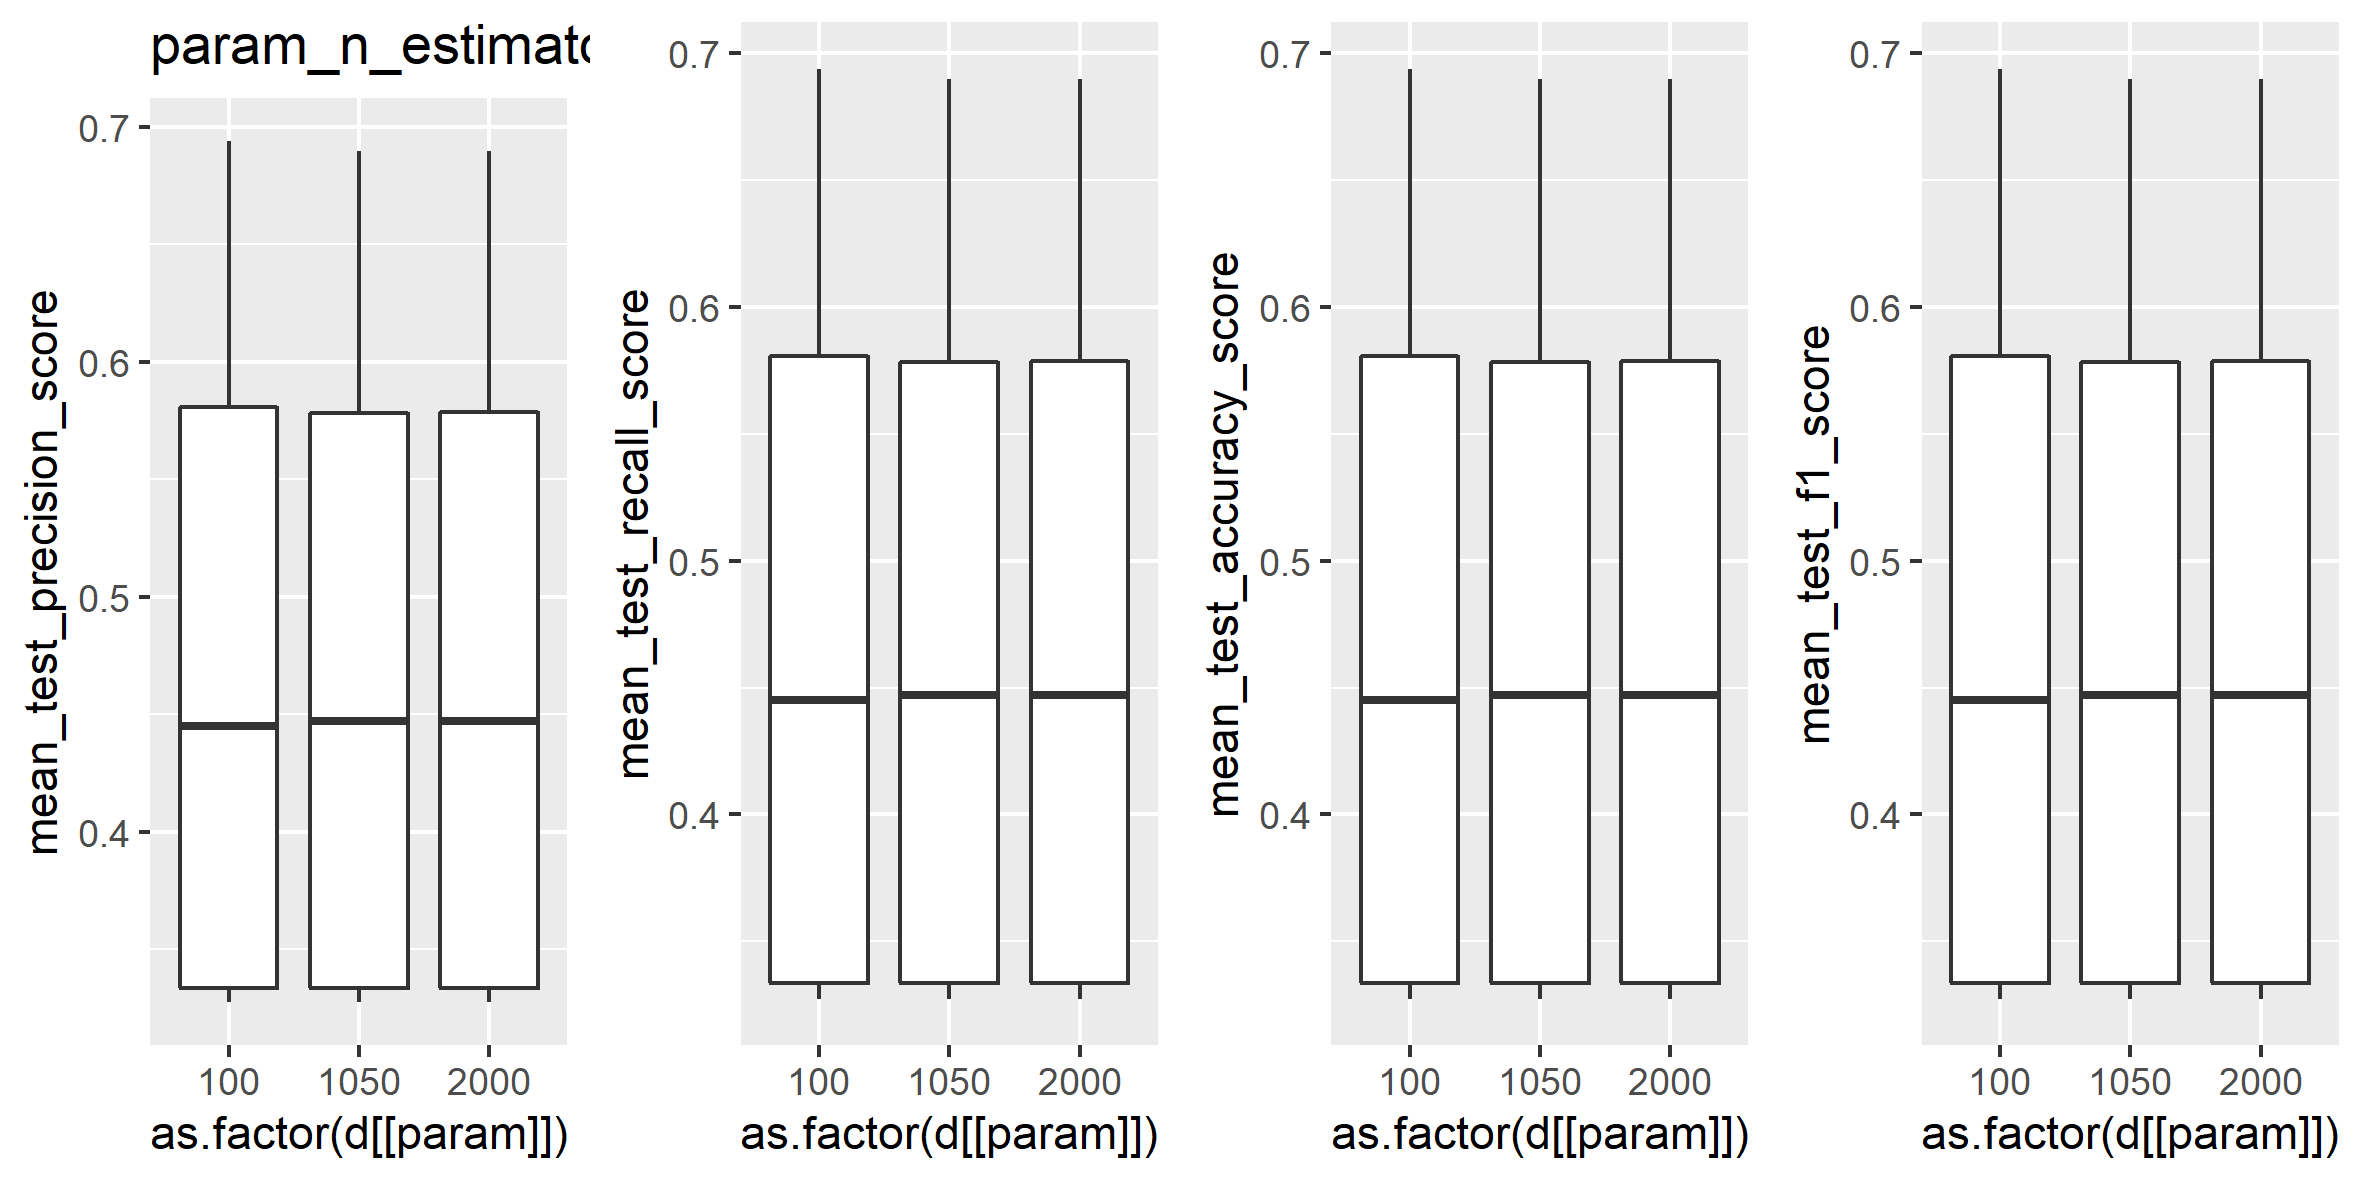 param_n_estimato
mean_test_precision_score
0.7
0.6
0.5
0.4
100 1050 2000
as.factor(d[[param]])
mean_test_recall_score
0.7
0.6
0.5
0.4
100 1050 2000
as.factor(d[[param]])
mean_test_accuracy_score
0.7
0.6
0.5
0.4
100 1050 2000
as.factor(d[[param]])
mean_test_f1_score
0.7
0.6
0.5
0.4
100 1050 2000
as.factor(d[[param]])